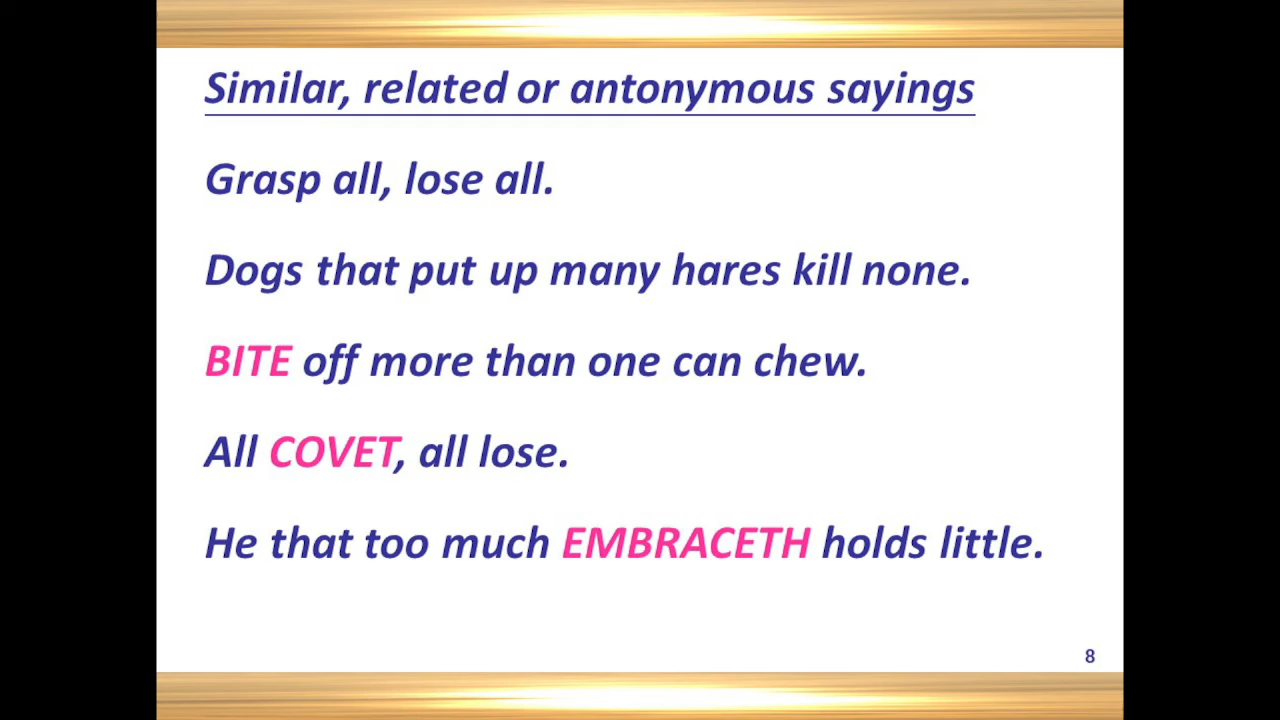 Similar, related or antonymous sayings
Grasp all, lose all.
Dogs that put up many hares kill none.
BITE off more than one can chew.
All COVET, all lose.
He that too much EMBRACETH holds little.
8